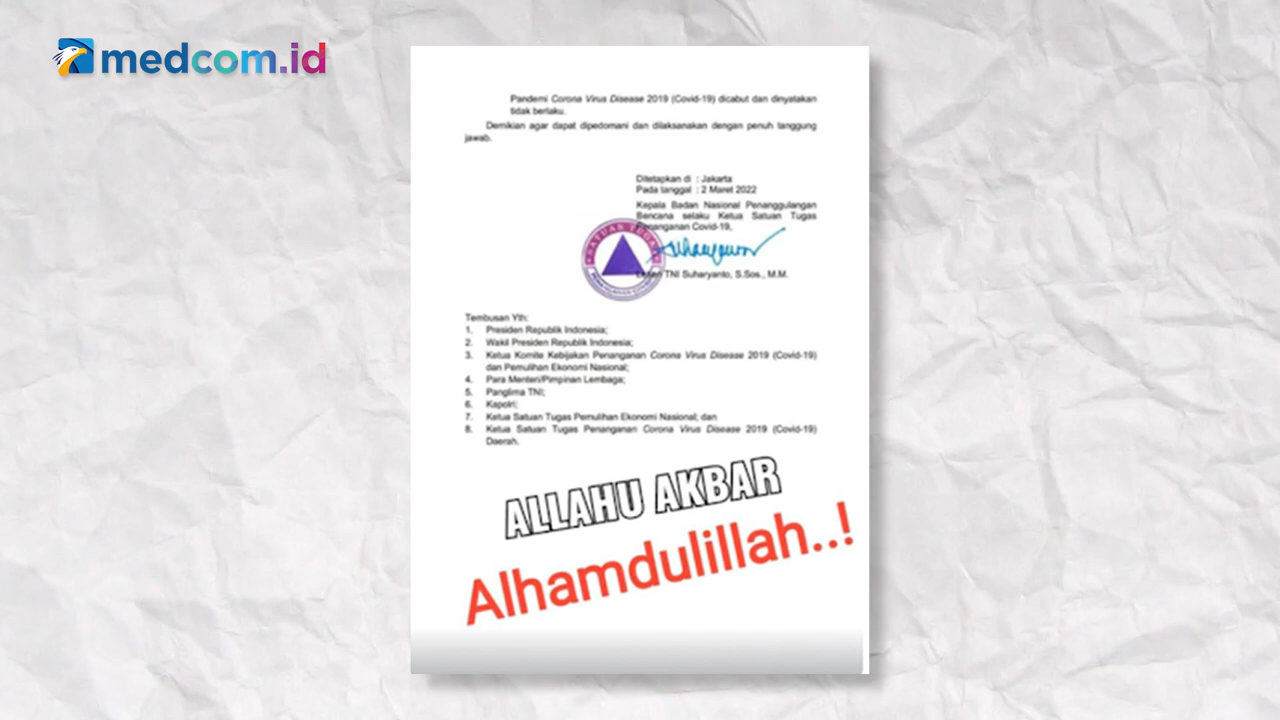 medcom.id
Pandemi Corona Virus Disease 2019 (Covid-19) dicabut dan dinyatakan
tidak berlaku.
Demikian agar dapat dipedomani dan dilaksanakan dengan penuh tanggung
jawab.
Ditetapkan di : Jakarta
Pada tanggal : 2 Maret 2022
Kepala Badan Nasional Penanggulangan
Bencana selaku Ketua Satuan Tugas
Penanganan Covid-19,
SATUAN TUGAS
TNI Suharyanto, S.Sos., M.M.
Tembusan Yth:
1. Presiden Republik Indonesia;
2. Wakil Presiden Republik Indonesia;
3. Ketua Komite Kebijakan Penanganan Corona Virus Disease 2019 (Covid-19)
dan Pemulihan Ekonomi Nasional;
4. Para Menteri/Pimpinan Lembaga;
5. Panglima TNI;
6. Kapolri;
7. Ketua Satuan Tugas Pemulihan Ekonomi Nasional; dan
8. Ketua Satuan Tugas Penanganan Corona Virus Disease 2019 (Covid-19)
Daerah.
ALLAHU AKBAR
Alhamdulillah..!